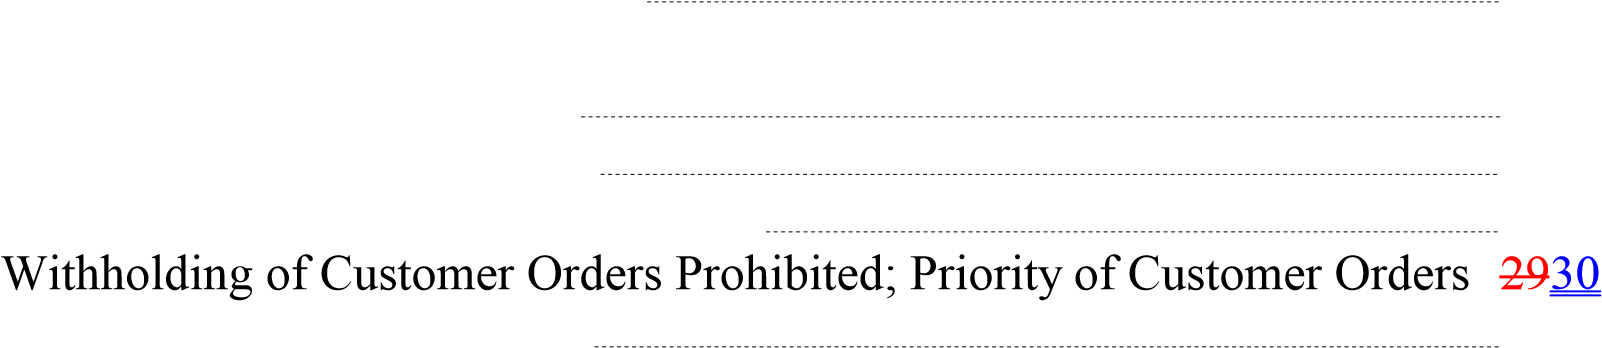 Withholding of Customer Orders Prohibited; Priority of Customer Orders 2930